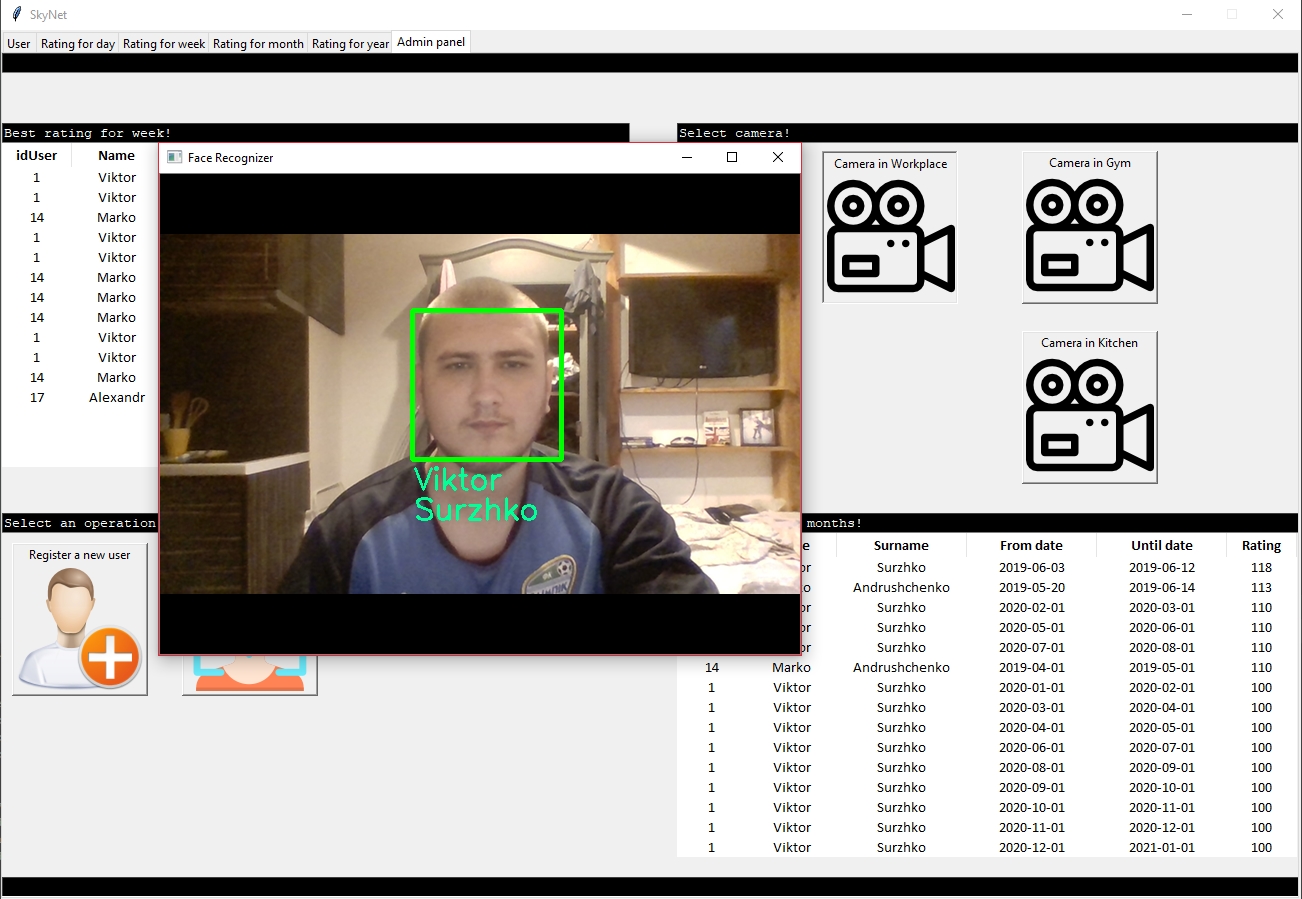 SkyNet
User Rating for day Rating for week Rating for month Rating for year Admin panel
Best rating for week!
idUser Name
1 Viktor
1 Viktor
14 Marko
1 Viktor
1 Viktor
14 Marko
14 Marko
14 Marko
1 Viktor
1 Viktor
14 Marko
17 Alexandr
Face Recognizer
Viktor
Surzhko
Select camera!
Camera in Workplace
Camera in Gym
Camera in Kitchen
Select an operation
Register a new user
months!
Surname From date Until date Rating
Surzhko 2019-06-03 2019-06-12 118
Andrushchenko 2019-05-20 2019-06-14 113
Surzhko 2020-02-01 2020-03-01 110
Surzhko 2020-05-01 2020-06-01 110
Surzhko 2020-07-01 2020-08-01 110
14 Marko Andrushchenko 2019-04-01 2019-05-01 110
1 Viktor Surzhko 2020-01-01 2020-02-01 100
1 Viktor Surzhko 2020-03-01 2020-04-01 100
1 Viktor Surzhko 2020-04-01 2020-05-01 100
1 Viktor Surzhko 2020-06-01 2020-07-01 100
1 Viktor Surzhko 2020-08-01 2020-09-01 100
1 Viktor Surzhko 2020-09-01 2020-10-01 100
1 Viktor Surzhko 2020-10-01 2020-11-01 100
1 Viktor Surzhko 2020-11-01 2020-12-01 100
1 Viktor Surzhko 2020-12-01 2021-01-01 100